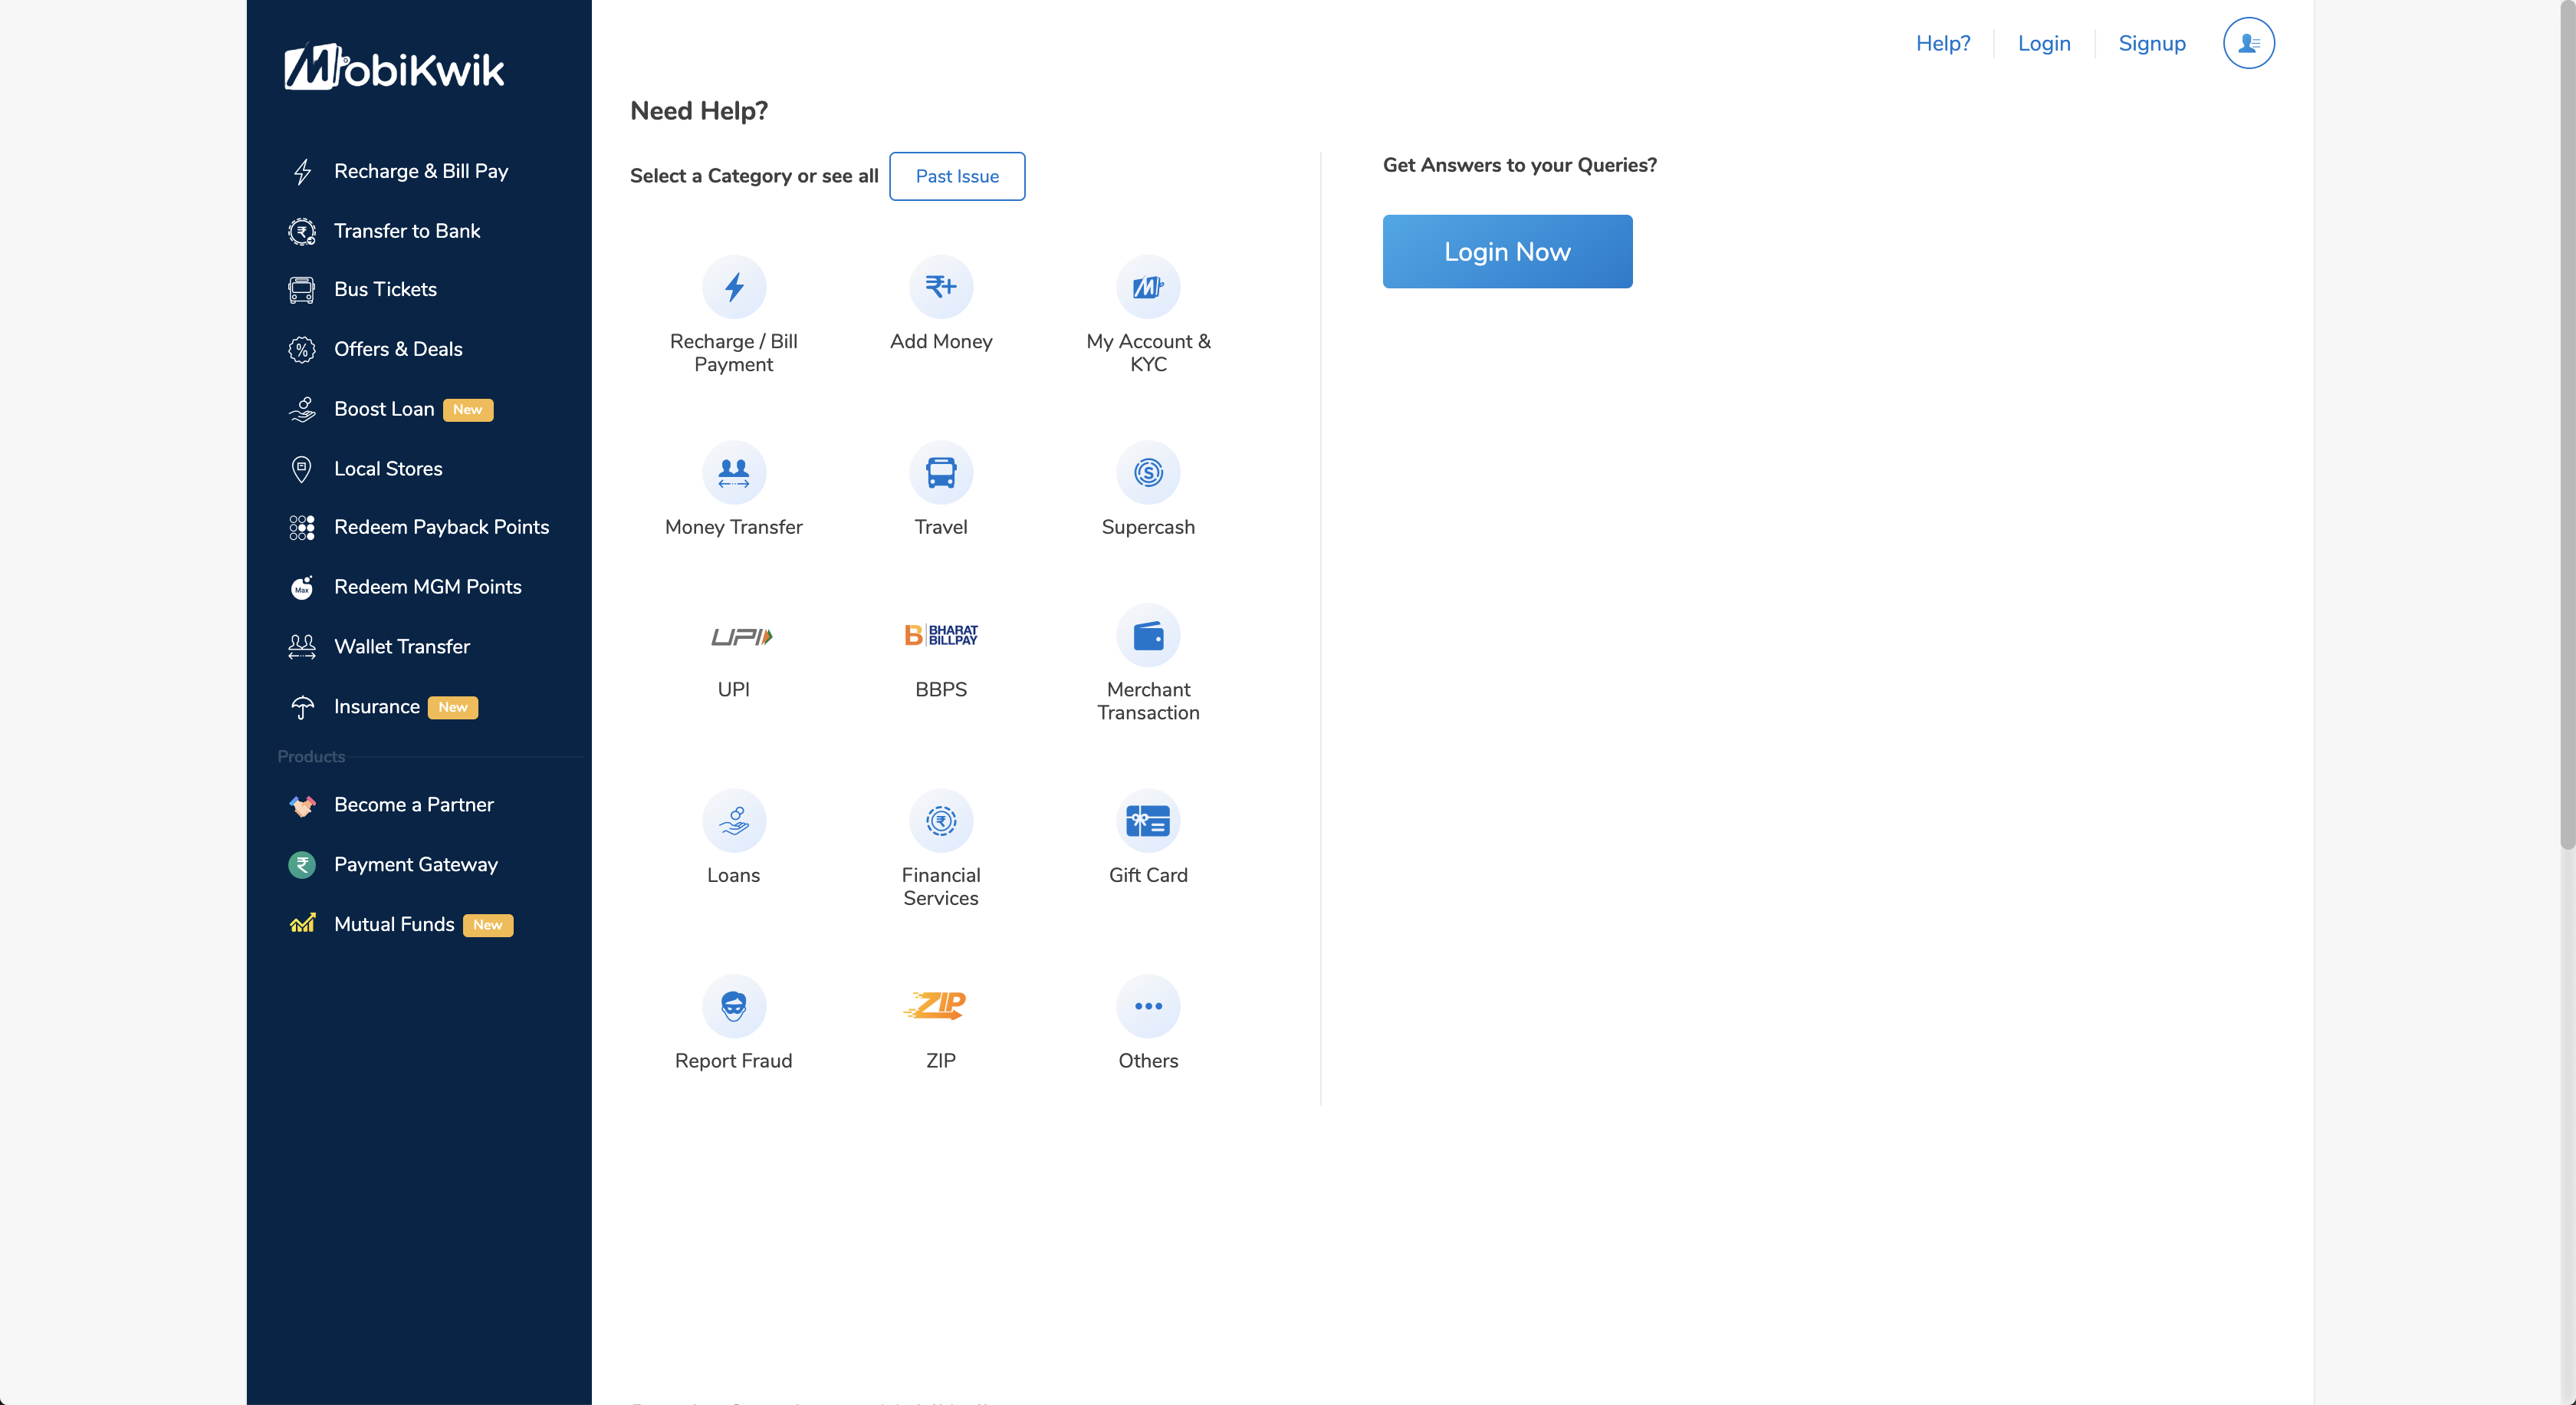 MobiKwik
Recharge & Bill Pay
Transfer to Bank
Bus Tickets
Offers & Deals
Boost Loan New
Local Stores
Redeem Payback Points
Max
Redeem MGM Points
Wallet Transfer
Insurance New
Products
Become a Partner
Payment Gateway
Mutual Funds New
Help?
Login
Signup
Need Help?
Select a Category or see all
Past Issue
Recharge / Bill
Payment
Add Money
My Account &
KYC
Money Transfer
Travel
Supercash
UPI
UPI
B BHARAT
BILLPAY
BBPS
Merchant
Transaction
Loans
Financial
Services
Gift Card
Report Fraud
ZIP
ZIP
Others
Get Answers to your Queries?
Login Now